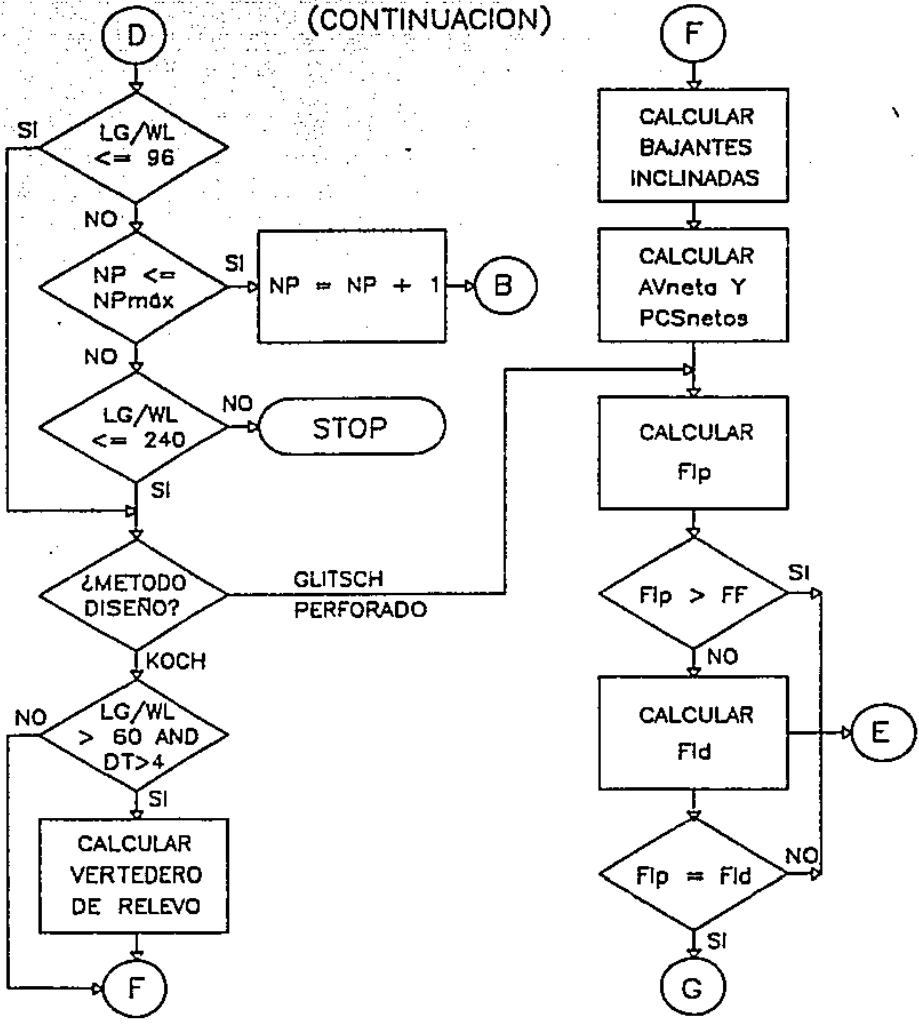 (CONTINUACION)
D
LG/WL
<= 96
SI
NO
NP <=
NPmáx
SI
NP = NP + 1
B
NO
LG/WL
<= 240
NO
STOP
SI
¿METODO
DISEÑO?
GLITSCH
PERFORADO
KOCH
LG/WL
> 60 AND
DT>4
NO
SI
CALCULAR
VERTEDERO
DE RELEVO
F
F
CALCULAR
BAJANTES
INCLINADAS
CALCULAR
AVneta Y
PCSnetos
CALCULAR
Flp
Flp > FF
SI
NO
CALCULAR
Fld
E
Flp = Fld
NO
SI
G